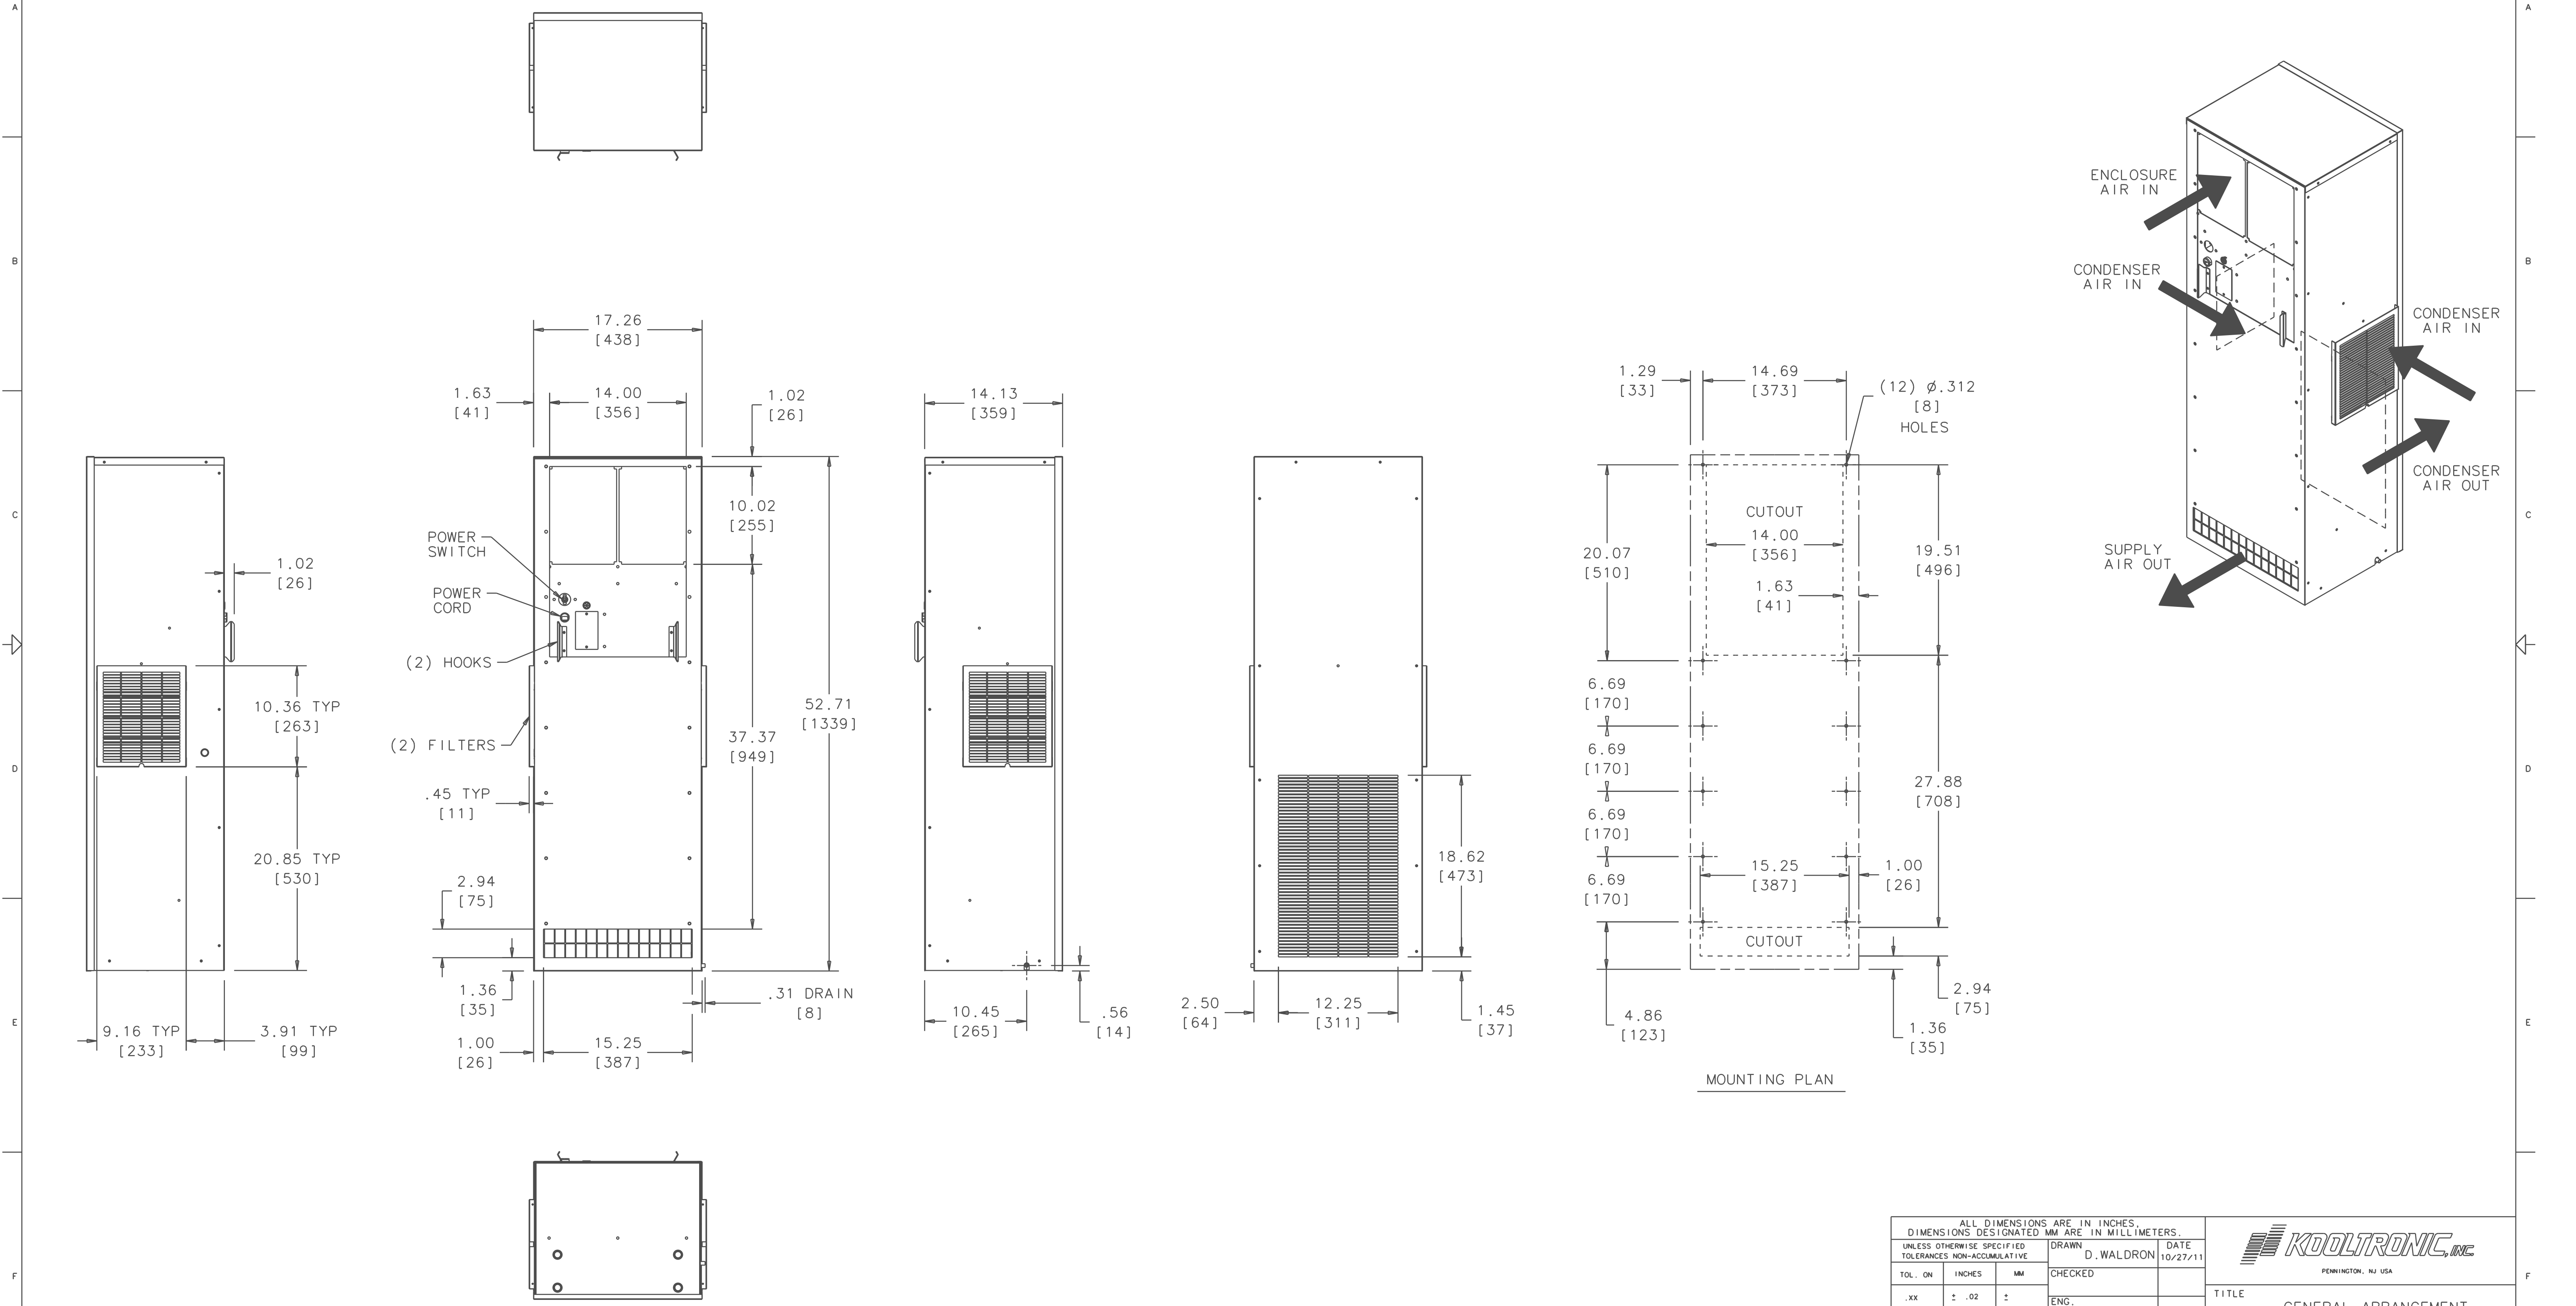 A
A
ENCLOSURE
AIR IN
B
B
CONDENSER
AIR IN
CONDENSER
AIR IN
CONDENSER
AIR OUT
SUPPLY
AIR OUT
17.26
[438]
1.63
[41]
14.00
[356]
1.02
[26]
14.13
[359]
1.29
[33]
14.69
[373]
(12) Ø.312
[8]
HOLES
C
C
1.02
[26]
POWER
SWITCH
POWER
CORD
(2) HOOKS
(2) FILTERS
10.02
[255]
52.71
[1339]
37.37
[949]
CUTOUT
14.00
[356]
1.63
[41]
20.07
[510]
19.51
[496]
10.36 TYP
[263]
20.85 TYP
[530]
D
D
.45 TYP
[11]
2.94
[75]
1.36
[35]
1.00
[26]
15.25
[387]
.31 DRAIN
[8]
9.16 TYP
[233]
3.91 TYP
[99]
10.45
[265]
.56
[14]
18.62
[473]
2.50
[64]
12.25
[311]
1.45
[37]
6.69
[170]
6.69
[170]
6.69
[170]
6.69
[170]
27.88
[708]
15.25
[387]
1.00
[26]
CUTOUT
4.86
[123]
2.94
[75]
1.36
[35]
MOUNTING PLAN
E
E
F
F
ALL DIMENSIONS ARE IN INCHES,
DIMENSIONS DESIGNATED MM ARE IN MILLIMETERS.
UNLESS OTHERWISE SPECIFIED
TOLERANCES NON-ACCUMULATIVE
DRAWN
D.WALDRON
DATE
10/27/11
TOL. ON INCHES MM
CHECKED
.XX ± .02 ±
ENG.
KOOLTRONIC, INC.
PENNINGTON, NJ USA
TITLE
GENERAL ARRANGEMENT